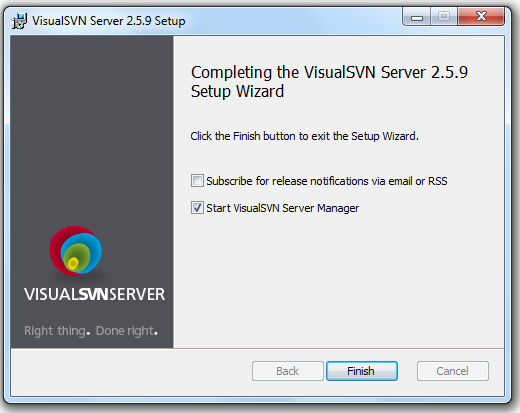 VisualSVN Server 2.5.9 Setup
Completing the VisualSVN Server 2.5.9
Setup Wizard
Click the Finish button to exit the Setup Wizard.
Subscribe for release notifications via email or RSS
Start VisualSVN Server Manager
VISUALSVNSERVER
Right thing. Done right.
Back
Finish
Cancel